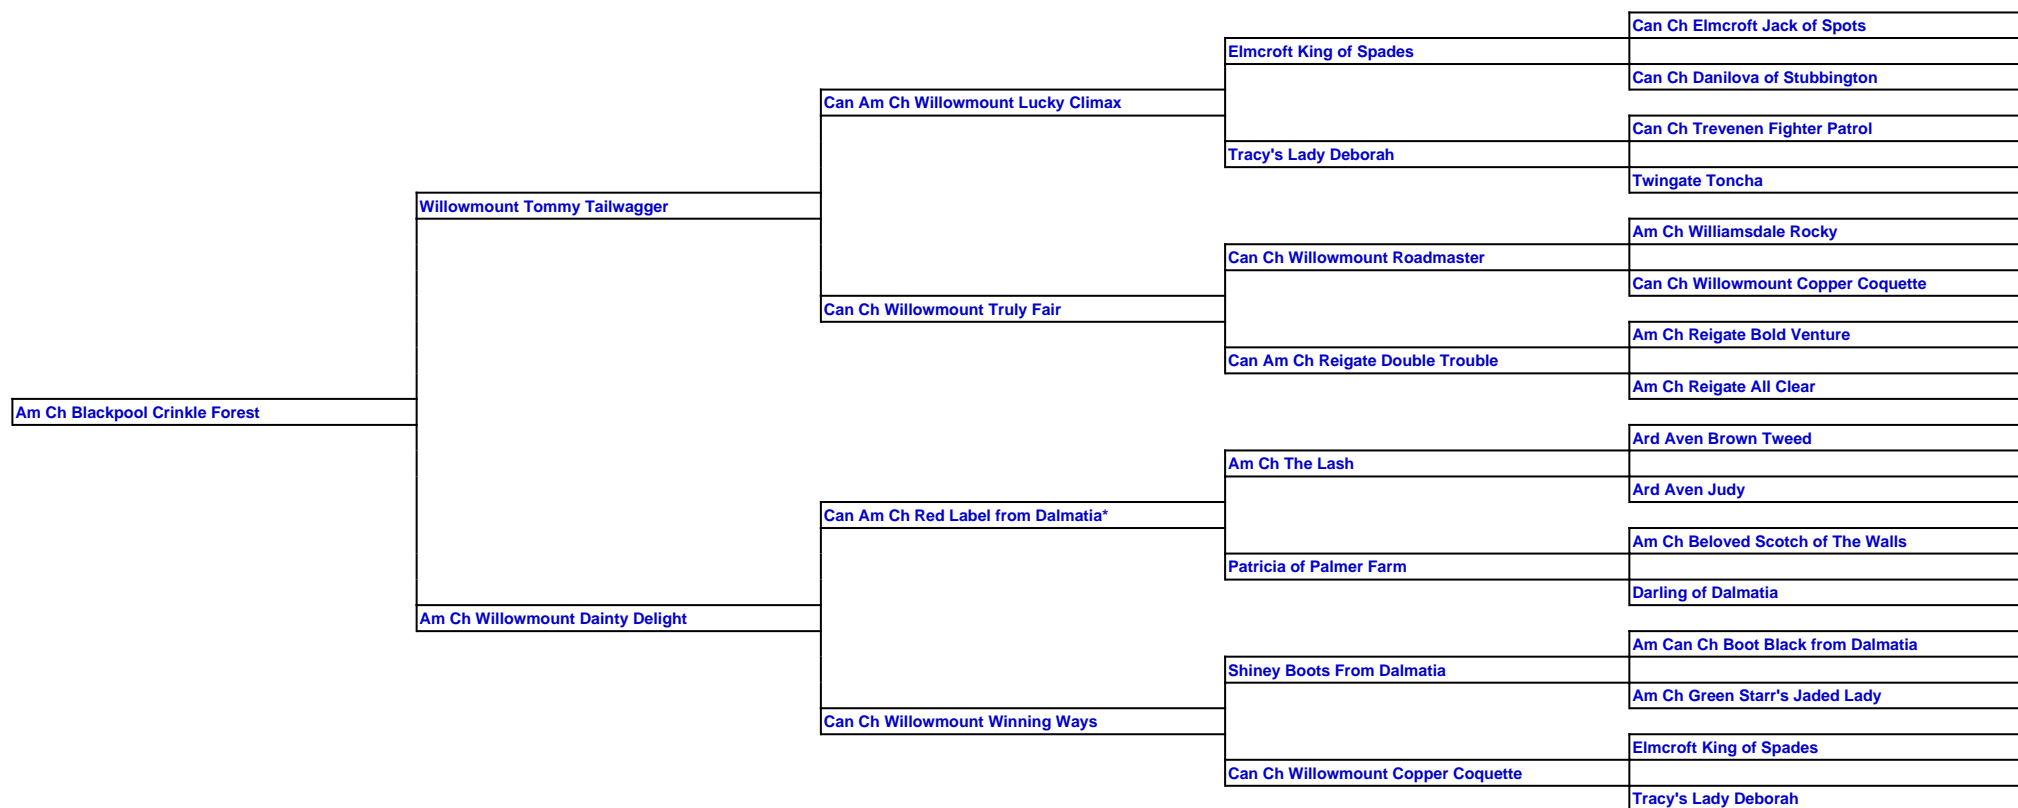 Can Ch Elmcroft Jack of Spots
Elmcroft King of Spades
Can Ch Danilova of Stubbington
Can Am Ch Willowmount Lucky Climax
Can Ch Trevenen Fighter Patrol
Tracy's Lady Deborah
Twingate Toncha
Willowmount Tommy Tailwagger
Am Ch Williamsdale Rocky
Can Ch Willowmount Roadmaster
Can Ch Willowmount Copper Coquette
Can Ch Willowmount Truly Fair
Am Ch Reigate Bold Venture
Can Am Ch Reigate Double Trouble
Am Ch Reigate All Clear
Am Ch Blackpool Crinkle Forest
Ard Aven Brown Tweed
Am Ch The Lash
Ard Aven Judy
Can Am Ch Red Label from Dalmatia*
Am Ch Beloved Scotch of The Walls
Patricia of Palmer Farm
Darling of Dalmatia
Am Ch Willowmount Dainty Delight
Am Can Ch Boot Black from Dalmatia
Shiney Boots From Dalmatia
Am Ch Green Starr's Jaded Lady
Can Ch Willowmount Winning Ways
Elmcroft King of Spades
Can Ch Willowmount Copper Coquette
Tracy's Lady Deborah